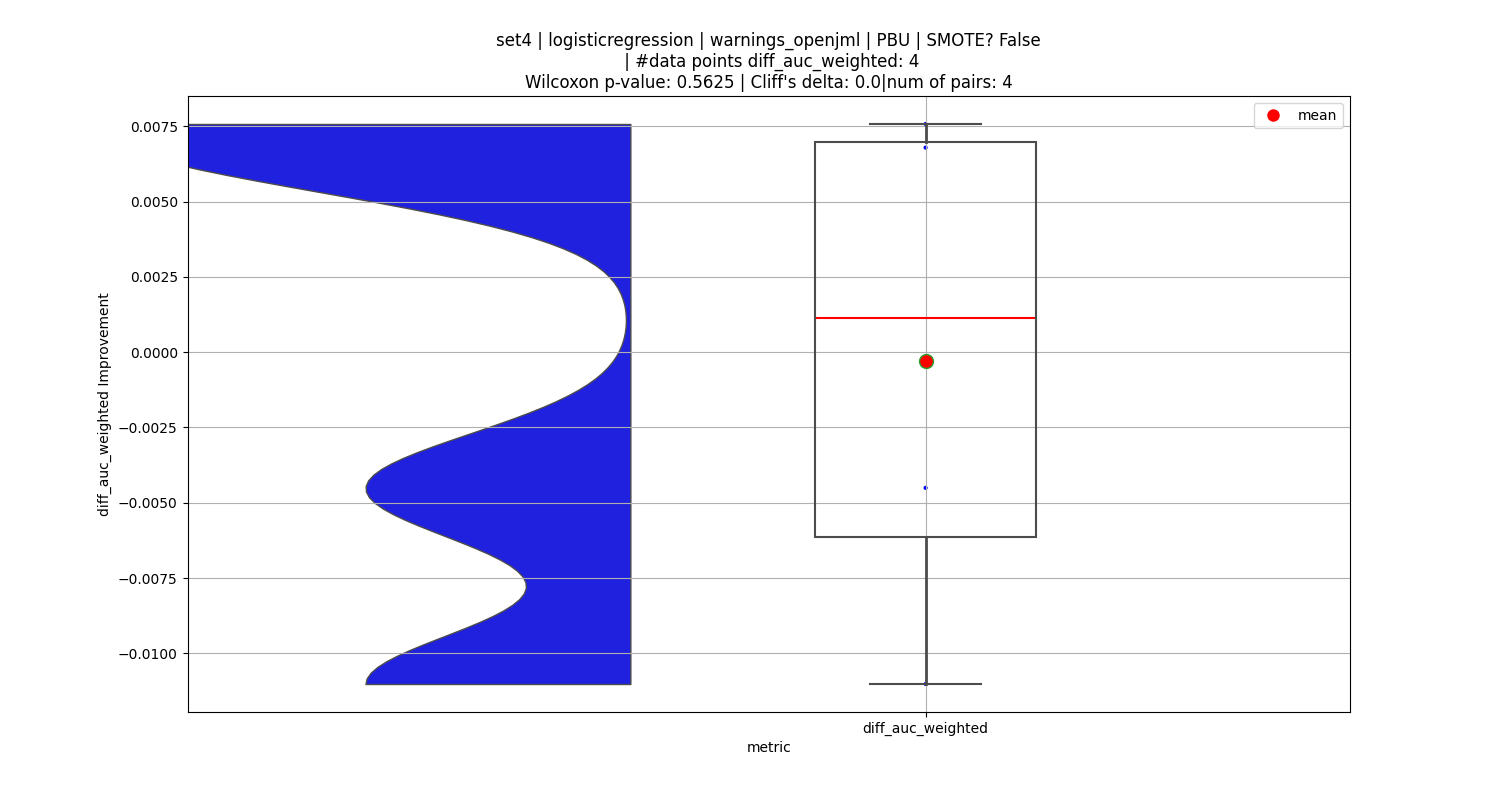 set4 | logisticregression | warnings_openjml | PBU | SMOTE? False
| #data points diff_auc_weighted: 4
Wilcoxon p-value: 0.5625 | Cliff's delta: 0.0|num of pairs: 4
mean
0.0075
0.0050
0.0025
0.0000
−0.0025
−0.0050
−0.0075
−0.0100
diff_auc_weighted Improvement
diff_auc_weighted
metric